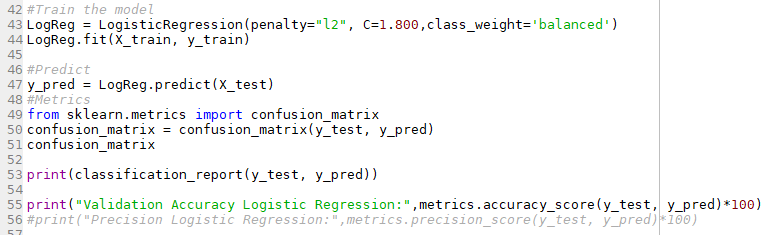 42 #Train the model
43 LogReg = LogisticRegression(penalty="l2", C=1.800,class_weight='balanced')
44 LogReg.fit(X_train, y_train)
45
46 #Predict
47 y_pred = LogReg.predict(X_test)
48 #Metrics
49 from sklearn.metrics import confusion_matrix
50 confusion_matrix = confusion_matrix(y_test, y_pred)
51 confusion_matrix
52
53 print(classification_report(y_test, y_pred))
54
55 print("Validation Accuracy Logistic Regression:",metrics.accuracy_score(y_test, y_pred)*100)
56 #print("Precision Logistic Regression:",metrics.precision_score(y_test, y_pred)*100)
57